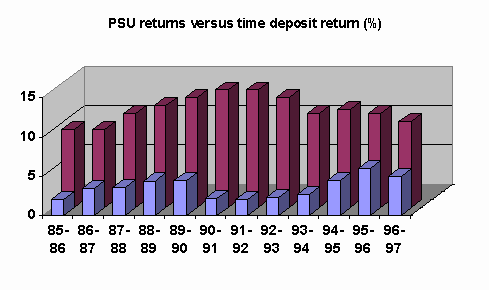 PSU returns versus time deposit return (%)
15
10
5
0
85- 86- 87- 88- 89- 90- 91- 92- 93- 94- 95- 96-
86 87 88 89 90 91 92 93 94 95 96 97